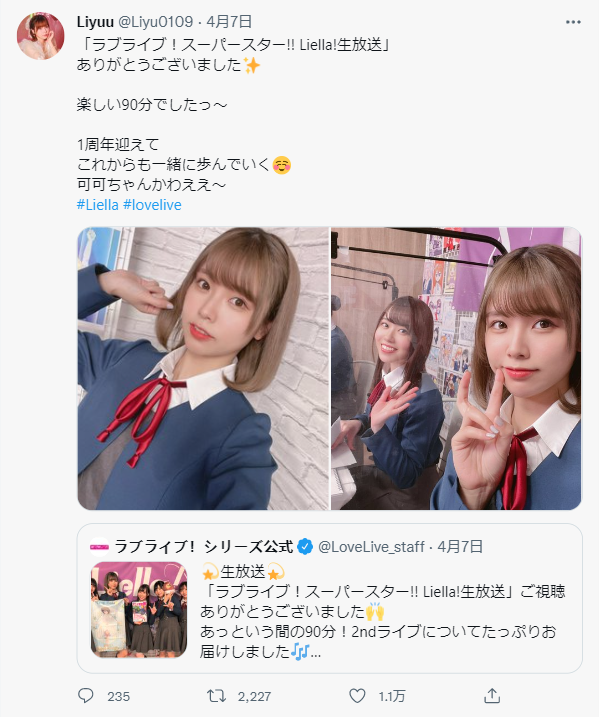 Liyuu @Liyu0109 · 4月7日
「ラブライブ！スーパースター!! Liella!生放送」
ありがとうございました✨
楽しい90分でしたっ～
1周年迎えて
これからも一緒に歩んでいく☺️
可可ちゃんかわええ～
#Liella #lovelive
ラブライブ！シリーズ公式 @LoveLive_staff · 4月7日
💫生放送💫
「ラブライブ！スーパースター!! Liella!生放送」ご視聴
ありがとうございました🙌
あっという間の90分！2ndライブについてたっぷりお
届けしました🎶...
235 2,227 1.1万